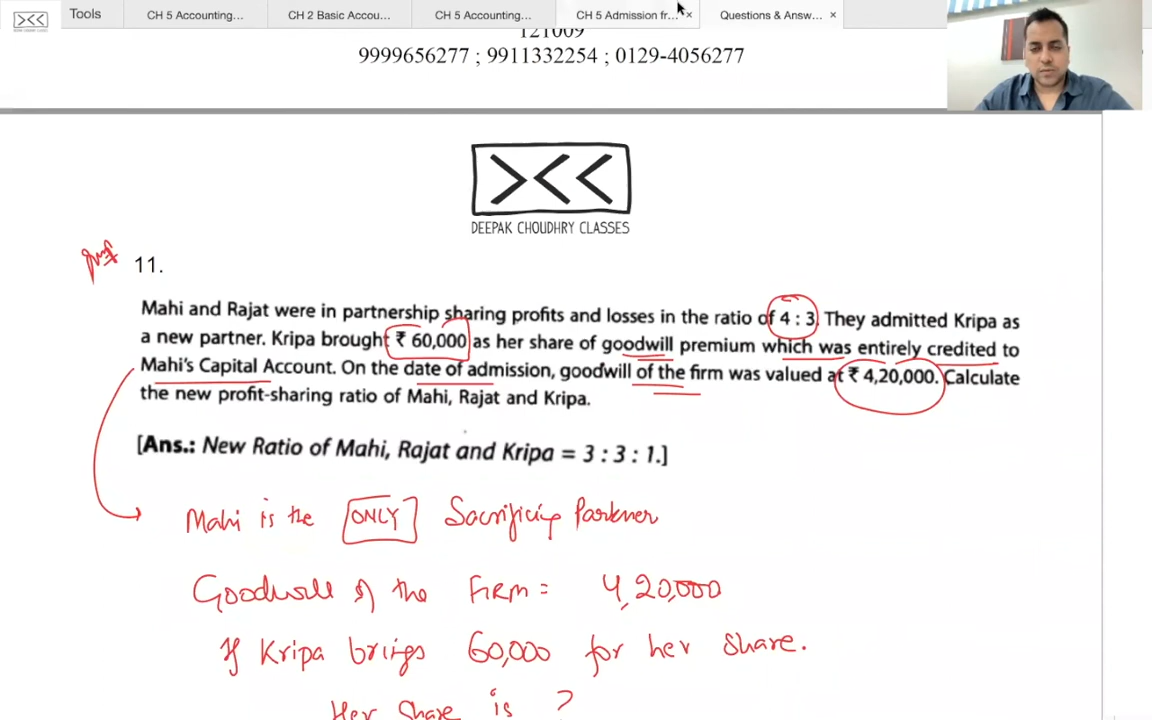 Tools CH 5 Accounting... CH 2 Basic Accou... CH 5 Accounting... CH 5 Admission fr... × Questions & Answ... ×
121009
9999656277 ; 9911332254 ; 0129-4056277
DEEPAK CHOUDHRY CLASSES
11.
Mahi and Rajat were in partnership sharing profits and losses in the ratio of 4 : 3. They admitted Kripa as
a new partner. Kripa brought ₹ 60,000 as her share of goodwill premium which was entirely credited to
Mahi's Capital Account. On the date of admission, goodwill of the firm was valued at ₹ 4,20,000. Calculate
the new profit-sharing ratio of Mahi, Rajat and Kripa.
[Ans.: New Ratio of Mahi, Rajat and Kripa = 3 : 3 : 1.]
Mahi is the ONLY Sacrificing Partner
Goodwill of the FIRM = 4,20,000
If Kripa brings 60,000 for her share.
Her Share is ?